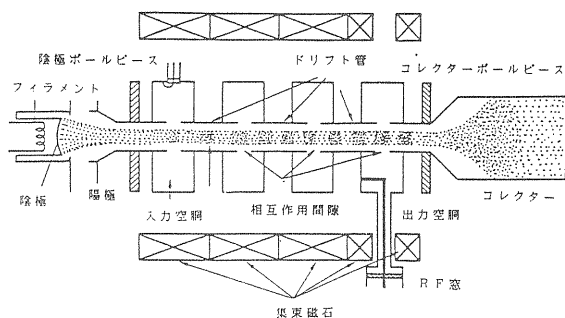 陰極ポールピース
ドリフト管
コレクターポールピース
フィラメント
陰極
陽極
入力空胴
相互作用間隙
出力空胴
コレクター
RF窓
集束磁石